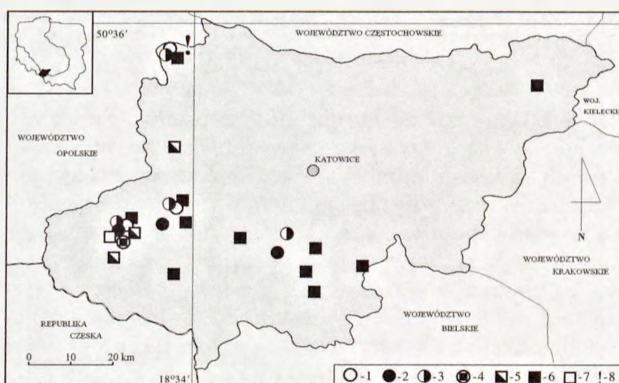 50°36'
WOJEWÓDZTWO CZĘSTOCHOWSKIE
!
WOJ.
KIELECKIE
WOJEWÓDZTWO
OPOLSKIE
KATOWICE
N
WOJEWÓDZTWO
KRAKOWSKIE
WOJEWÓDZTWO
BIELSKIE
REPUBLIKA
CZESKA
0 10 20 km
18°34'
-1 -2 -3 -4 -5 -6 -7 !-8